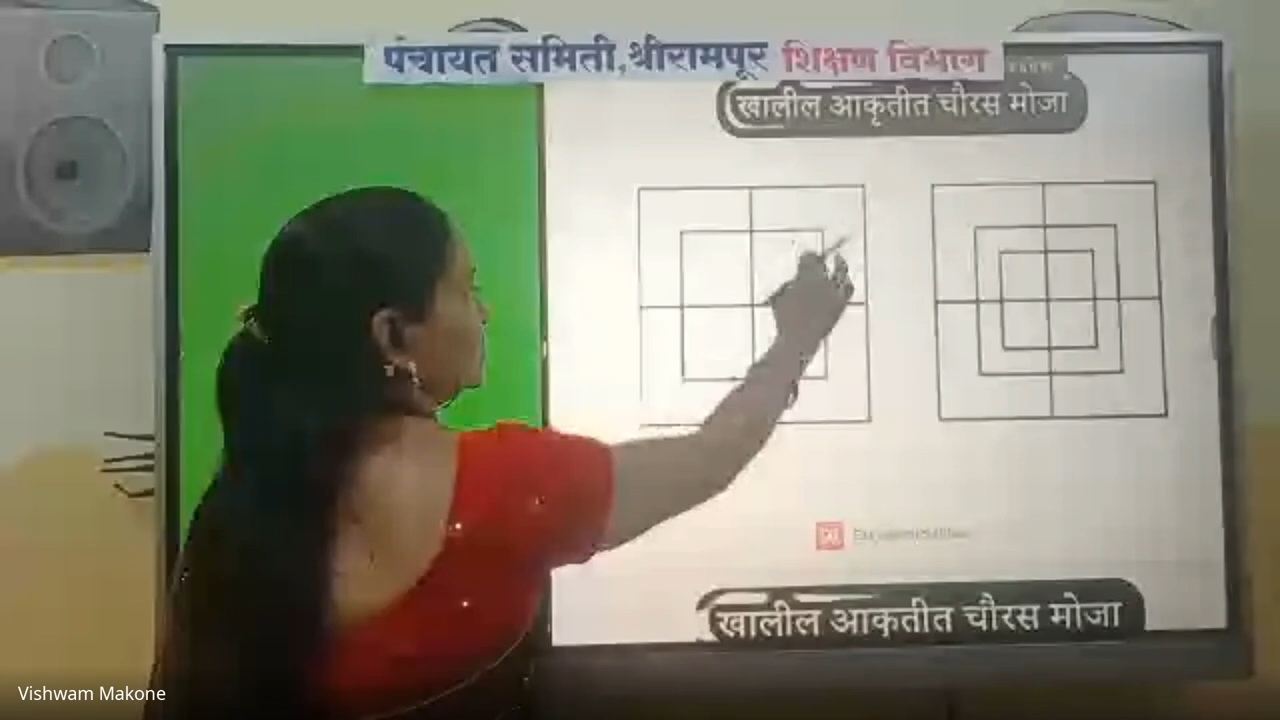 पंचायत समिती,श्रीरामपूर शिक्षण विभाग
खालील आकृतीत चौरस मोजा
खालील आकृतीत चौरस मोजा
Vishwam Makone